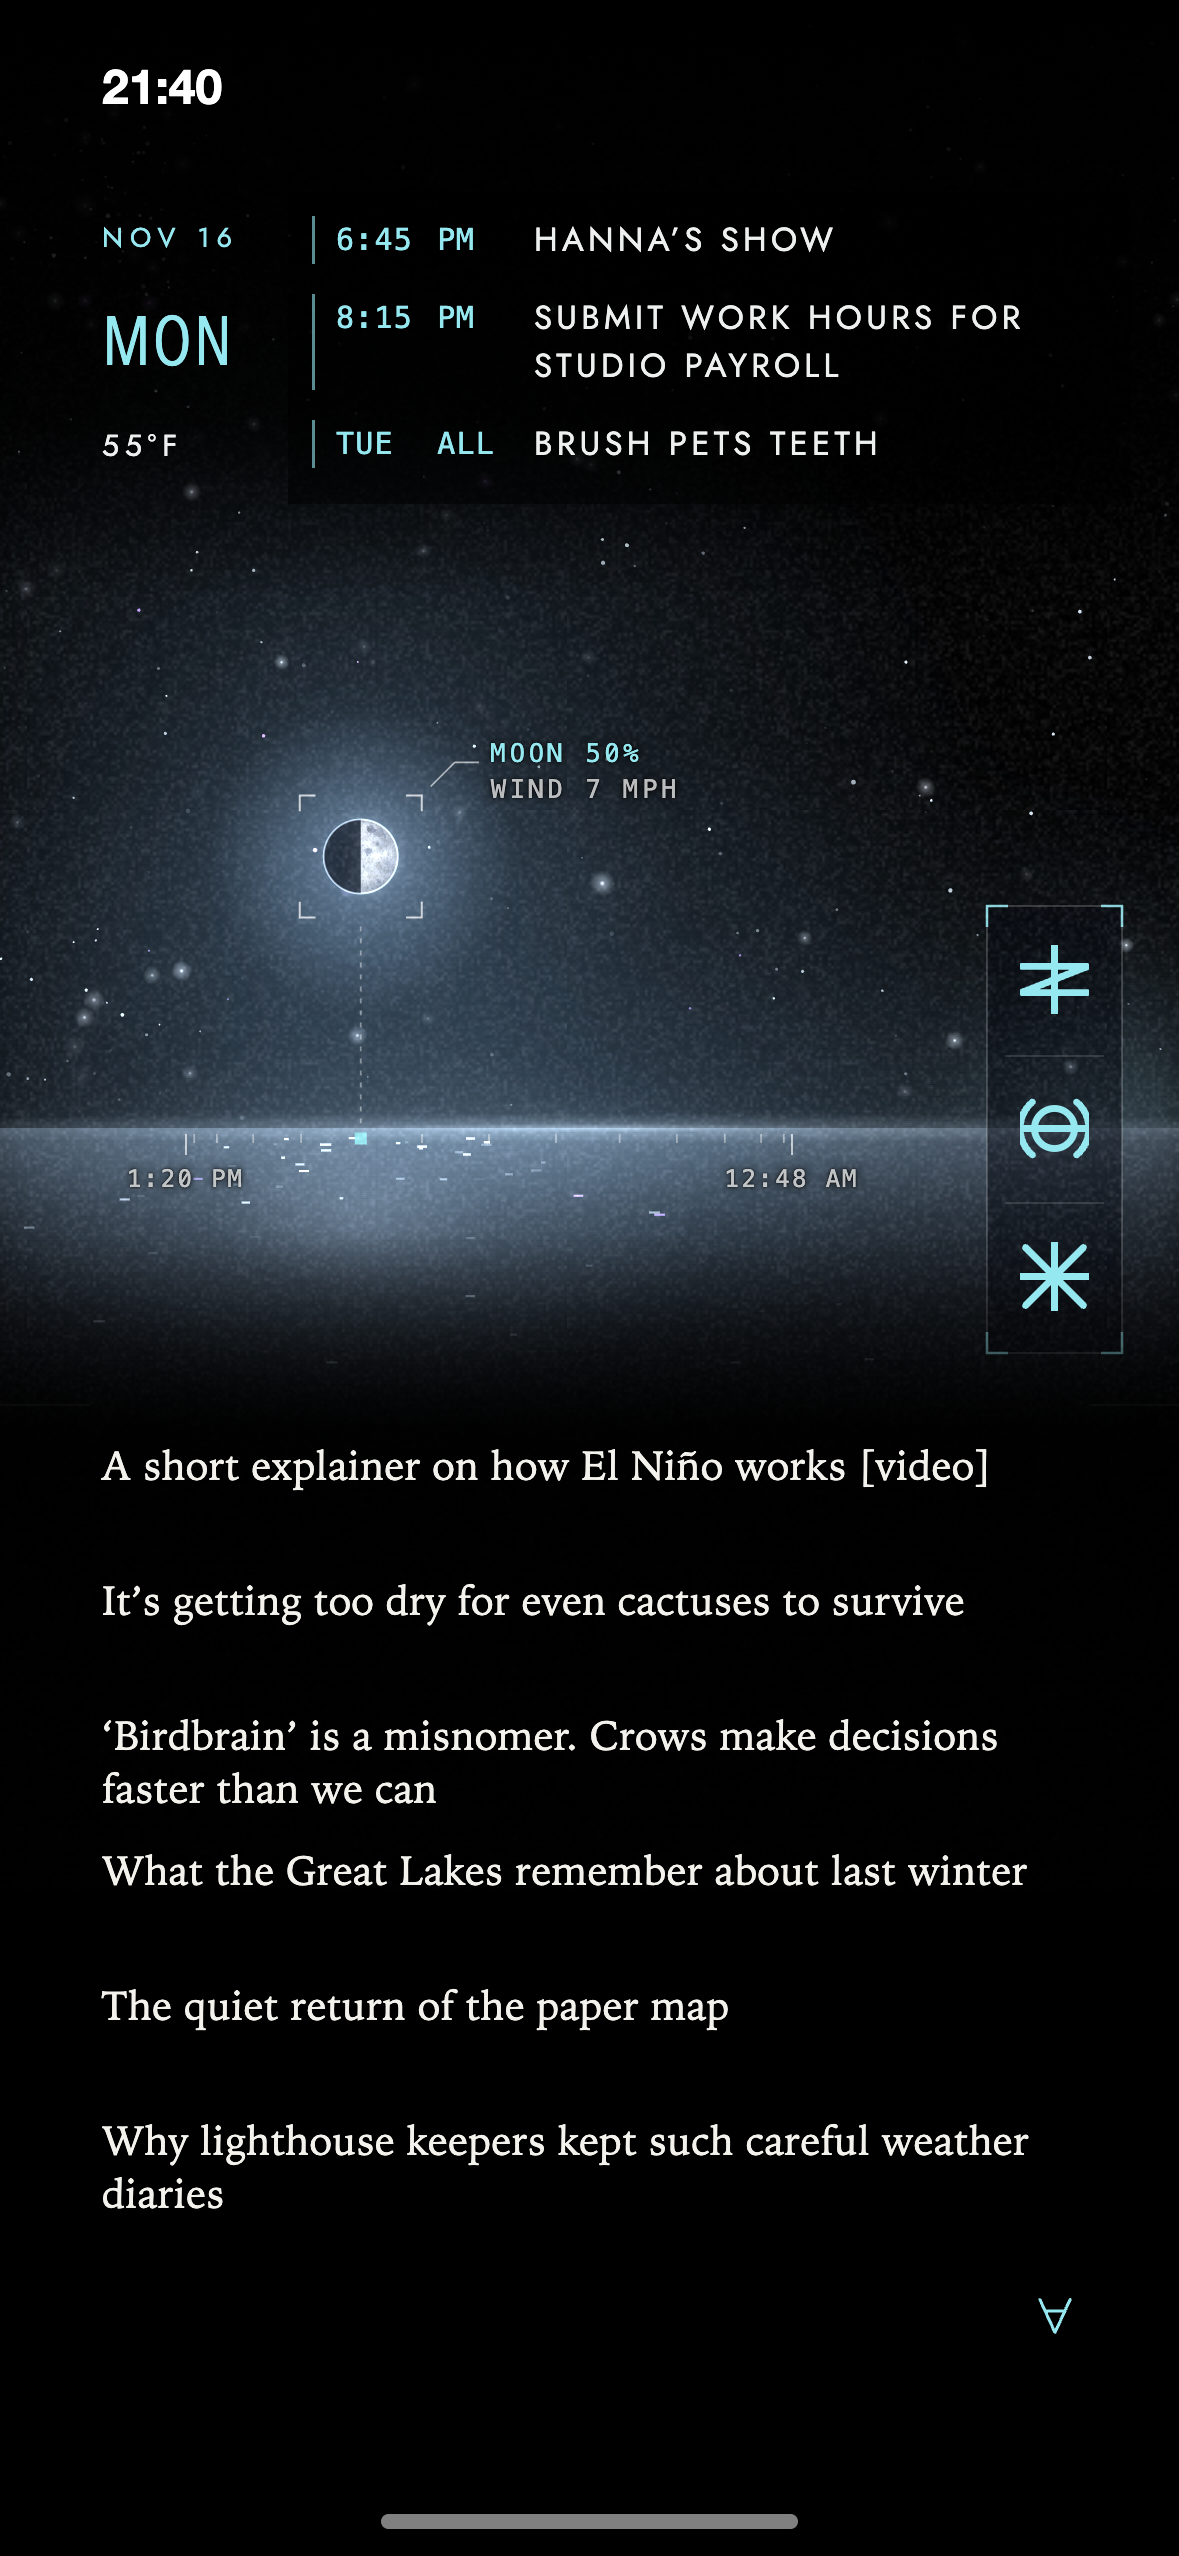 21:40
NOV 16
MON
55°F
6:45 PM HANNA’S SHOW
8:15 PM SUBMIT WORK HOURS FOR
STUDIO PAYROLL
TUE ALL BRUSH PETS TEETH
MOON 50%
WIND 7 MPH
1:20 PM
12:48 AM
A short explainer on how El Niño works [video]
It’s getting too dry for even cactuses to survive
‘Birdbrain’ is a misnomer. Crows make decisions
faster than we can
What the Great Lakes remember about last winter
The quiet return of the paper map
Why lighthouse keepers kept such careful weather
diaries